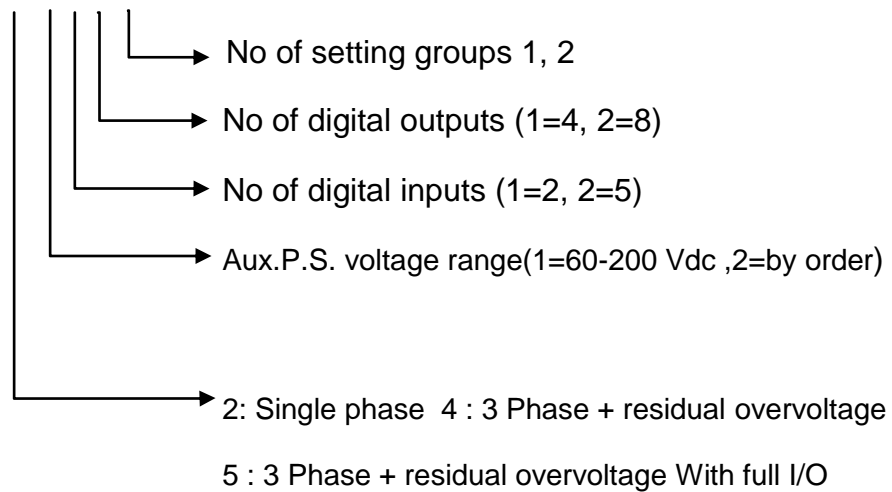 No of setting groups 1, 2
No of digital outputs (1=4, 2=8)
No of digital inputs (1=2, 2=5)
Aux.P.S. voltage range(1=60-200 Vdc ,2=by order)
2: Single phase 4 : 3 Phase + residual overvoltage
5 : 3 Phase + residual overvoltage With full I/O